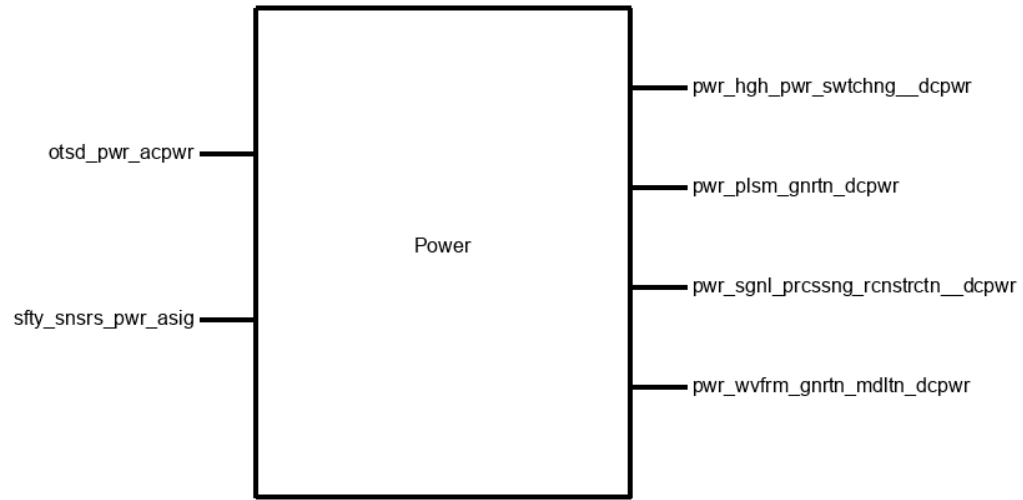 pwr_hgh_pwr_swtchng__dcpwr
otsd_pwr_acpwr
pwr_plsm_gnrtn_dcpwr
Power
pwr_sgnl_prcssng_rcnstrctn__dcpwr
sfty_snsrs_pwr_asig
pwr_wvfrm_gnrtn_mdltn_dcpwr